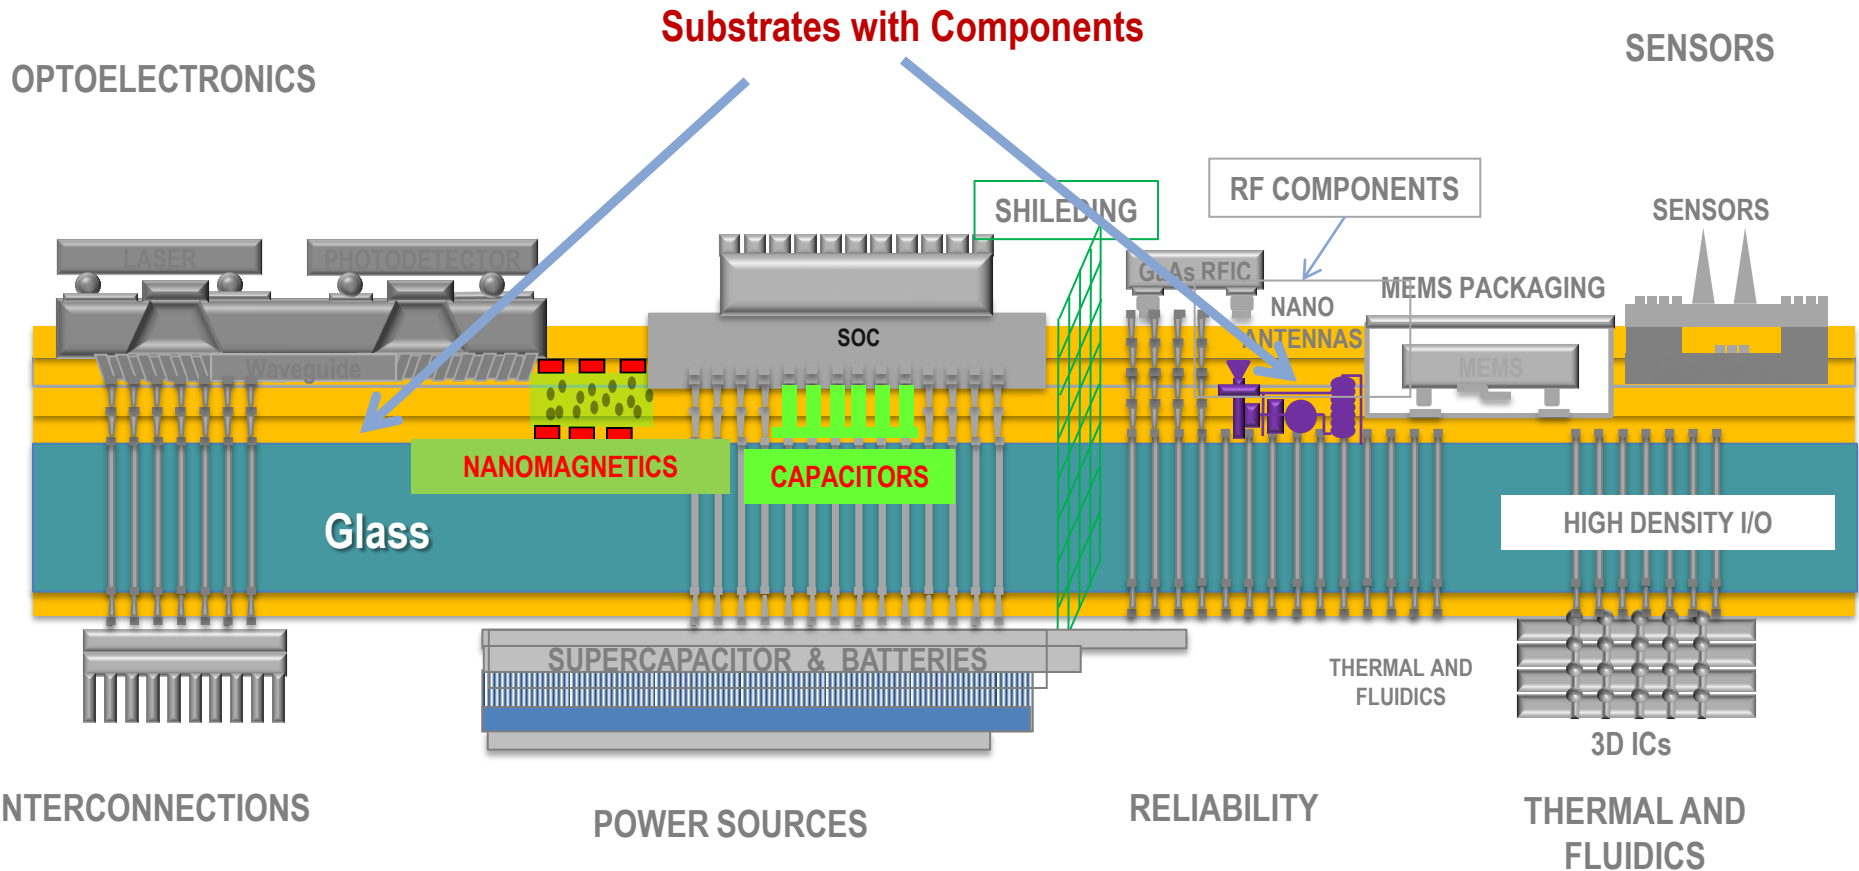 Substrates with Components
SENSORS
OPTOELECTRONICS
RF COMPONENTS
SHILEDING
SENSORS
LASER
PHOTODETECTOR
GaAs RFIC
MEMS PACKAGING
NANO
ANTENNAS
SOC
Waveguide
MEMS
NANOMAGNETICS
CAPACITORS
Glass
HIGH DENSITY I/O
SUPERCAPACITOR & BATTERIES
THERMAL AND
FLUIDICS
3D ICs
NTERCONNECTIONS
POWER SOURCES
RELIABILITY
THERMAL AND
FLUIDICS